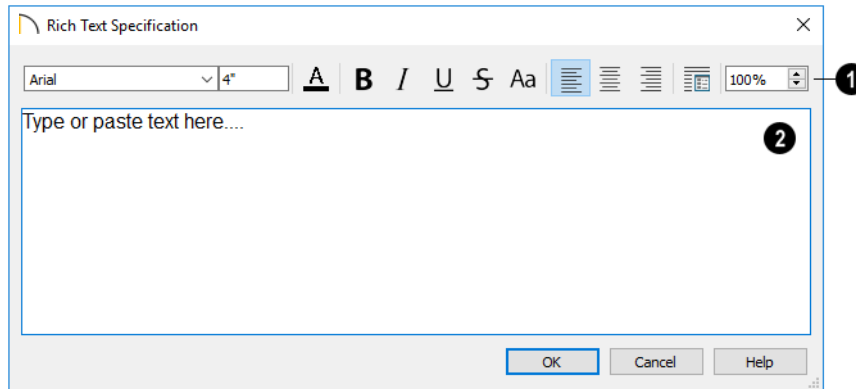 Rich Text Specification
Arial 4" A B I U S Aa 100% 1
Type or paste text here....
2
OK Cancel Help